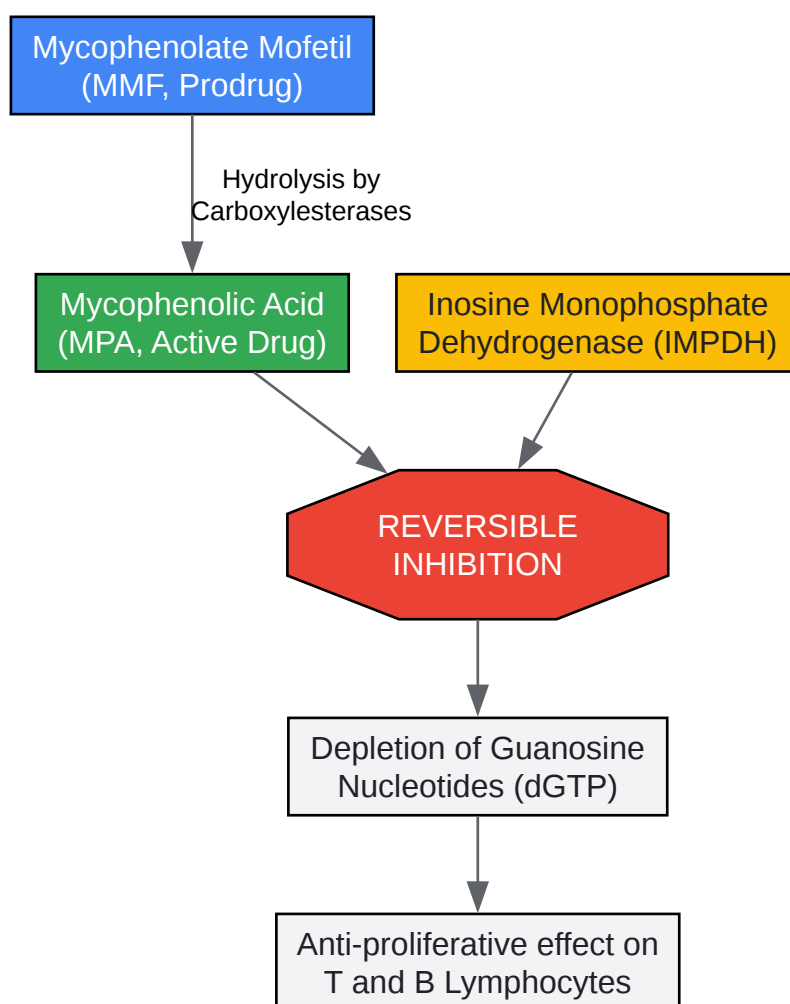 Mycophenolate Mofetil
(MMF, Prodrug)
Hydrolysis by
Carboxylesterases
Mycophenolic Acid
(MPA, Active Drug)
Inosine Monophosphate
Dehydrogenase (IMPDH)
REVERSIBLE
INHIBITION
Depletion of Guanosine
Nucleotides (dGTP)
Anti-proliferative effect on
T and B Lymphocytes